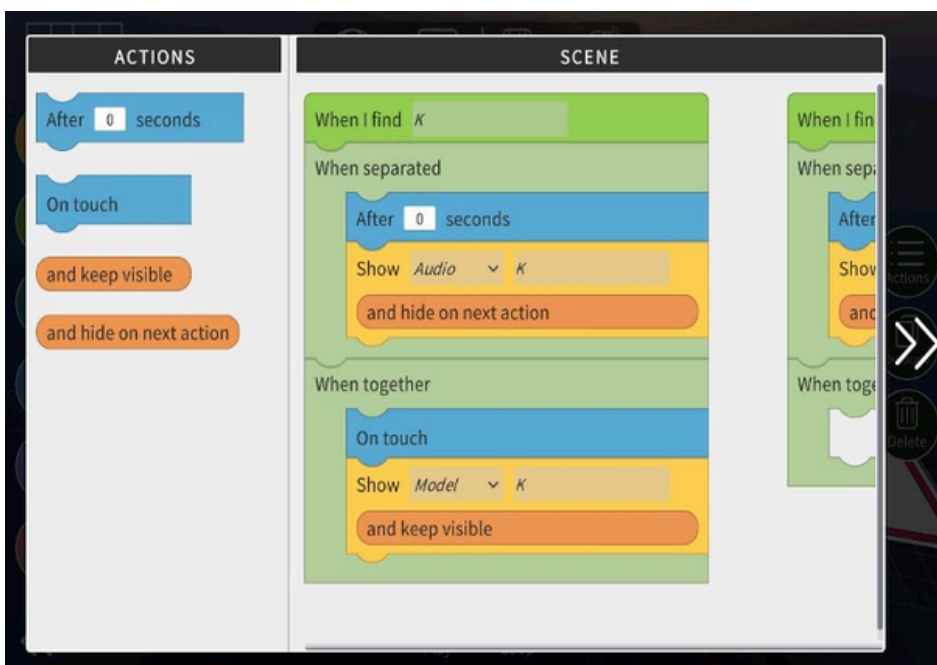 ACTIONS
After 0 seconds
On touch
and keep visible
and hide on next action
SCENE
When I find K
When separated
After 0 seconds
Show Audio K
and hide on next action
When together
On touch
Show Model K
and keep visible
When I fin
When sepa
After
Show
and
When toge
Actions
Delete